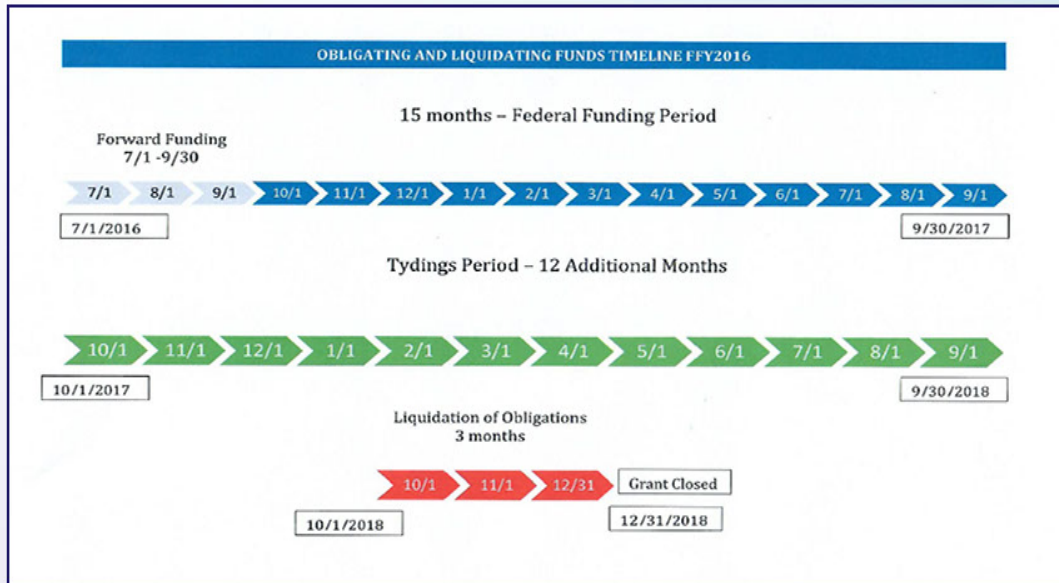 OBLIGATING AND LIQUIDATING FUNDS TIMELINE FFY2016
15 months – Federal Funding Period
Forward Funding
7/1 -9/30
7/1 8/1 9/1 10/1 11/1 12/1 1/1 2/1 3/1 4/1 5/1 6/1 7/1 8/1 9/1
7/1/2016 9/30/2017
Tydings Period – 12 Additional Months
10/1 11/1 12/1 1/1 2/1 3/1 4/1 5/1 6/1 7/1 8/1 9/1
10/1/2017 9/30/2018
Liquidation of Obligations
3 months
10/1 11/1 12/31 Grant Closed
10/1/2018 12/31/2018